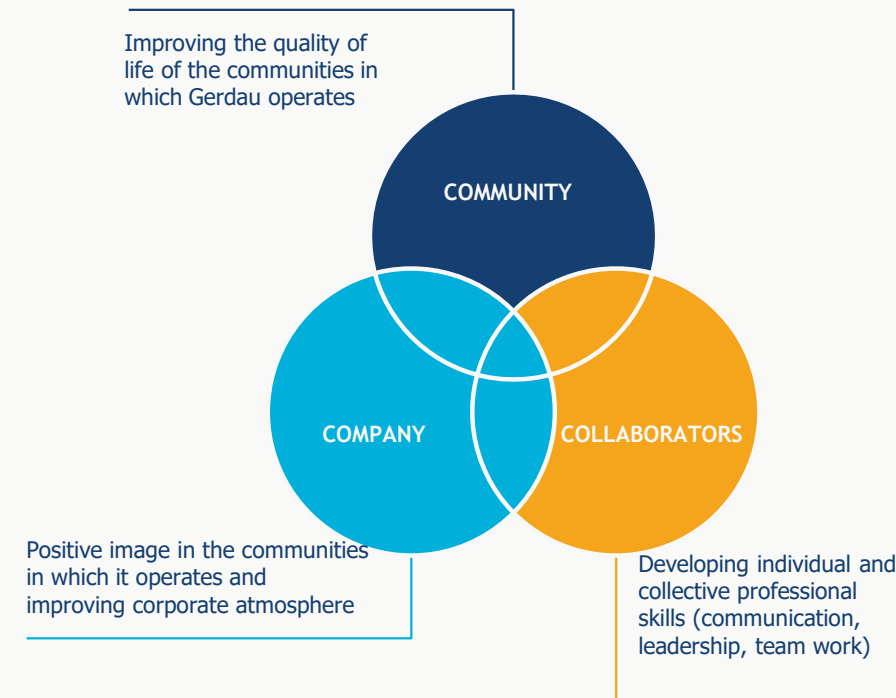 Improving the quality of
life of the communities in
which Gerdau operates
COMMUNITY
COMPANY
COLLABORATORS
Positive image in the communities
in which it operates and
improving corporate atmosphere
Developing individual and
collective professional
skills (communication,
leadership, team work)